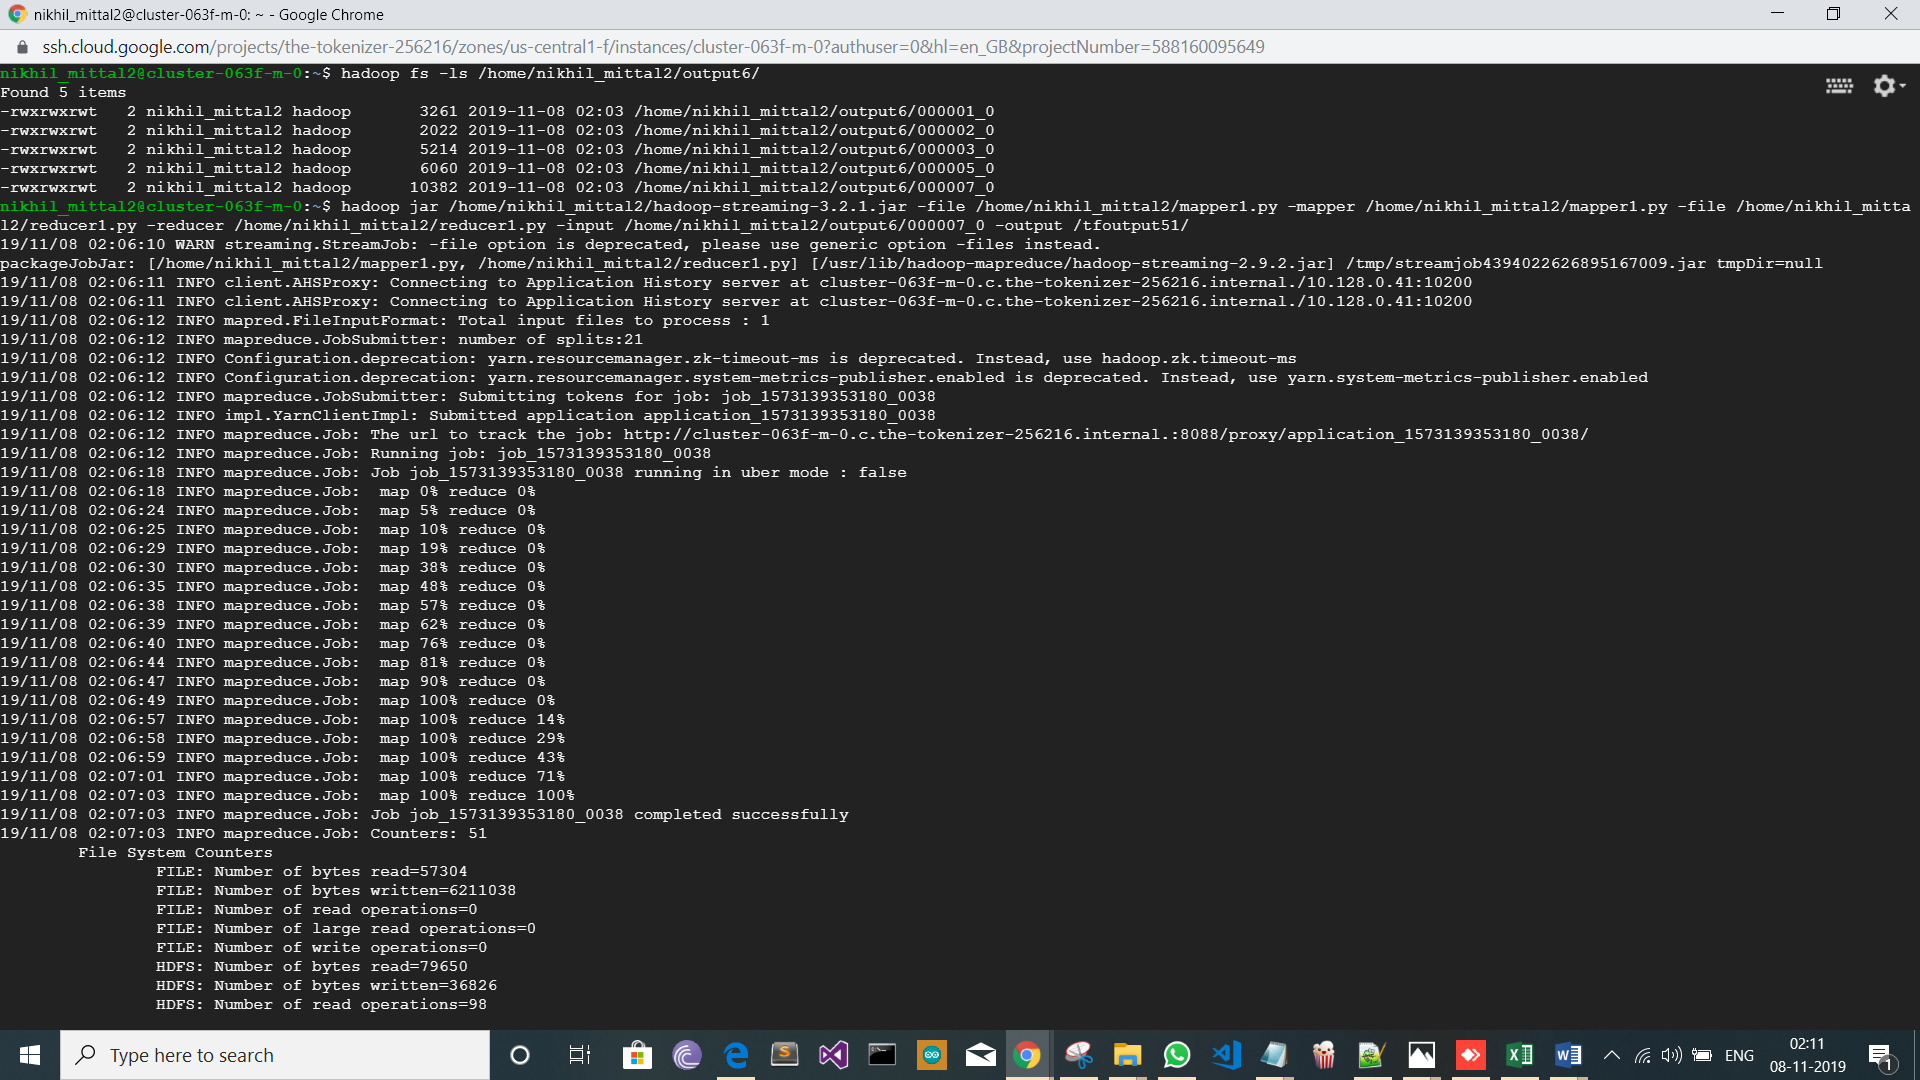 nikhil_mittal2@cluster-063f-m-0: ~ - Google Chrome
ssh.cloud.google.com/projects/the-tokenizer-256216/zones/us-central1-f/instances/cluster-063f-m-0?authuser=0&hl=en_GB&projectNumber=588160095649
nikhil_mittal2@cluster-063f-m-0:~$ hadoop fs -ls /home/nikhil_mittal2/output6/
Found 5 items
-rwxrwxrwt   2 nikhil_mittal2 hadoop       3261 2019-11-08 02:03 /home/nikhil_mittal2/output6/000001_0
-rwxrwxrwt   2 nikhil_mittal2 hadoop       2022 2019-11-08 02:03 /home/nikhil_mittal2/output6/000002_0
-rwxrwxrwt   2 nikhil_mittal2 hadoop       5214 2019-11-08 02:03 /home/nikhil_mittal2/output6/000003_0
-rwxrwxrwt   2 nikhil_mittal2 hadoop       6060 2019-11-08 02:03 /home/nikhil_mittal2/output6/000005_0
-rwxrwxrwt   2 nikhil_mittal2 hadoop      10382 2019-11-08 02:03 /home/nikhil_mittal2/output6/000007_0
nikhil_mittal2@cluster-063f-m-0:~$ hadoop jar /home/nikhil_mittal2/hadoop-streaming-3.2.1.jar -file /home/nikhil_mittal2/mapper1.py -mapper /home/nikhil_mittal2/mapper1.py -file /home/nikhil_mitta
l2/reducer1.py -reducer /home/nikhil_mittal2/reducer1.py -input /home/nikhil_mittal2/output6/000007_0 -output /tfoutput51/
19/11/08 02:06:10 WARN streaming.StreamJob: -file option is deprecated, please use generic option -files instead.
packageJobJar: [/home/nikhil_mittal2/mapper1.py, /home/nikhil_mittal2/reducer1.py] [/usr/lib/hadoop-mapreduce/hadoop-streaming-2.9.2.jar] /tmp/streamjob4394022626895167009.jar tmpDir=null
19/11/08 02:06:11 INFO client.AHSProxy: Connecting to Application History server at cluster-063f-m-0.c.the-tokenizer-256216.internal./10.128.0.41:10200
19/11/08 02:06:11 INFO client.AHSProxy: Connecting to Application History server at cluster-063f-m-0.c.the-tokenizer-256216.internal./10.128.0.41:10200
19/11/08 02:06:12 INFO mapred.FileInputFormat: Total input files to process : 1
19/11/08 02:06:12 INFO mapreduce.JobSubmitter: number of splits:21
19/11/08 02:06:12 INFO Configuration.deprecation: yarn.resourcemanager.zk-timeout-ms is deprecated. Instead, use hadoop.zk.timeout-ms
19/11/08 02:06:12 INFO Configuration.deprecation: yarn.resourcemanager.system-metrics-publisher.enabled is deprecated. Instead, use yarn.system-metrics-publisher.enabled
19/11/08 02:06:12 INFO mapreduce.JobSubmitter: Submitting tokens for job: job_1573139353180_0038
19/11/08 02:06:12 INFO impl.YarnClientImpl: Submitted application application_1573139353180_0038
19/11/08 02:06:12 INFO mapreduce.Job: The url to track the job: http://cluster-063f-m-0.c.the-tokenizer-256216.internal.:8088/proxy/application_1573139353180_0038/
19/11/08 02:06:12 INFO mapreduce.Job: Running job: job_1573139353180_0038
19/11/08 02:06:18 INFO mapreduce.Job: Job job_1573139353180_0038 running in uber mode : false
19/11/08 02:06:18 INFO mapreduce.Job:  map 0% reduce 0%
19/11/08 02:06:24 INFO mapreduce.Job:  map 5% reduce 0%
19/11/08 02:06:25 INFO mapreduce.Job:  map 10% reduce 0%
19/11/08 02:06:29 INFO mapreduce.Job:  map 19% reduce 0%
19/11/08 02:06:30 INFO mapreduce.Job:  map 38% reduce 0%
19/11/08 02:06:35 INFO mapreduce.Job:  map 48% reduce 0%
19/11/08 02:06:38 INFO mapreduce.Job:  map 57% reduce 0%
19/11/08 02:06:39 INFO mapreduce.Job:  map 62% reduce 0%
19/11/08 02:06:40 INFO mapreduce.Job:  map 76% reduce 0%
19/11/08 02:06:44 INFO mapreduce.Job:  map 81% reduce 0%
19/11/08 02:06:47 INFO mapreduce.Job:  map 90% reduce 0%
19/11/08 02:06:49 INFO mapreduce.Job:  map 100% reduce 0%
19/11/08 02:06:57 INFO mapreduce.Job:  map 100% reduce 14%
19/11/08 02:06:58 INFO mapreduce.Job:  map 100% reduce 29%
19/11/08 02:06:59 INFO mapreduce.Job:  map 100% reduce 43%
19/11/08 02:07:01 INFO mapreduce.Job:  map 100% reduce 71%
19/11/08 02:07:03 INFO mapreduce.Job:  map 100% reduce 100%
19/11/08 02:07:03 INFO mapreduce.Job: Job job_1573139353180_0038 completed successfully
19/11/08 02:07:03 INFO mapreduce.Job: Counters: 51
File System Counters
FILE: Number of bytes read=57304
FILE: Number of bytes written=6211038
FILE: Number of read operations=0
FILE: Number of large read operations=0
FILE: Number of write operations=0
HDFS: Number of bytes read=79650
HDFS: Number of bytes written=36826
HDFS: Number of read operations=98
Type here to search
ENG
02:11
08-11-2019
1